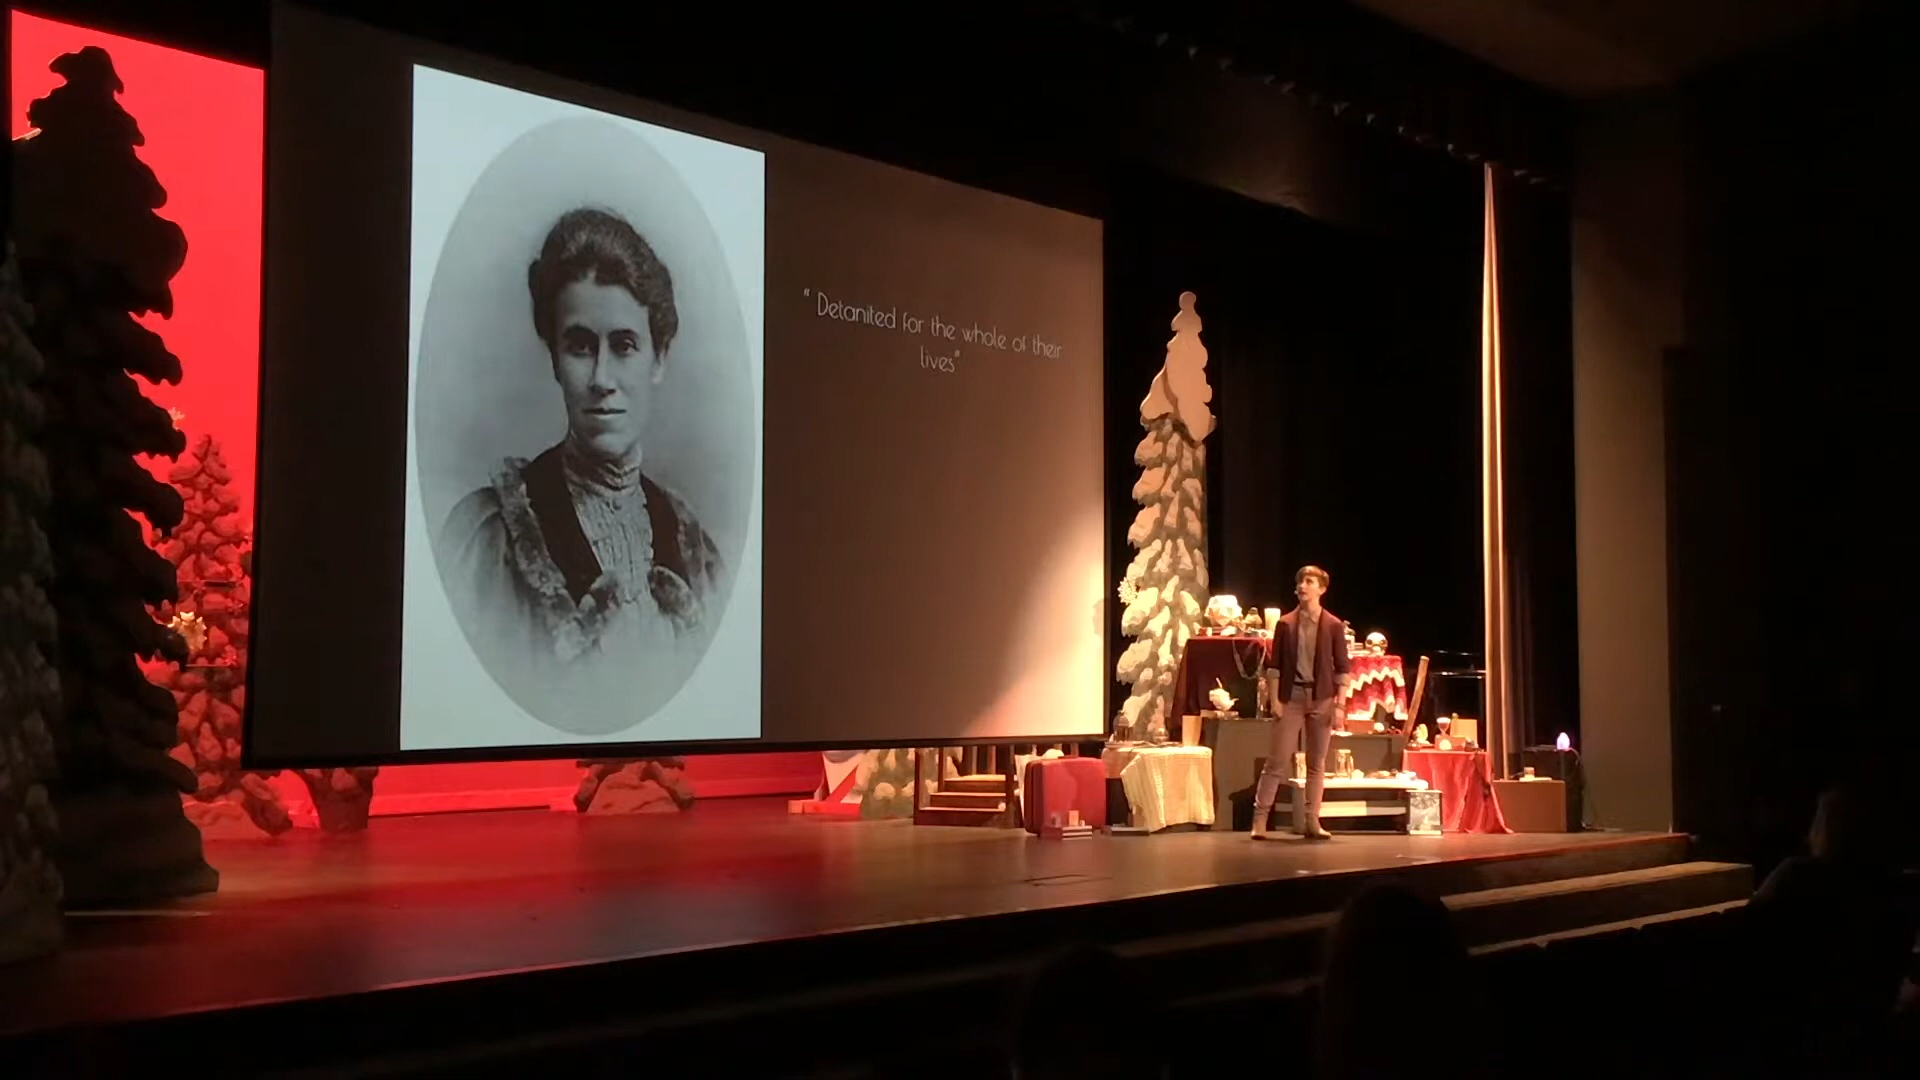 “ Detanited for the whole of their
lives”